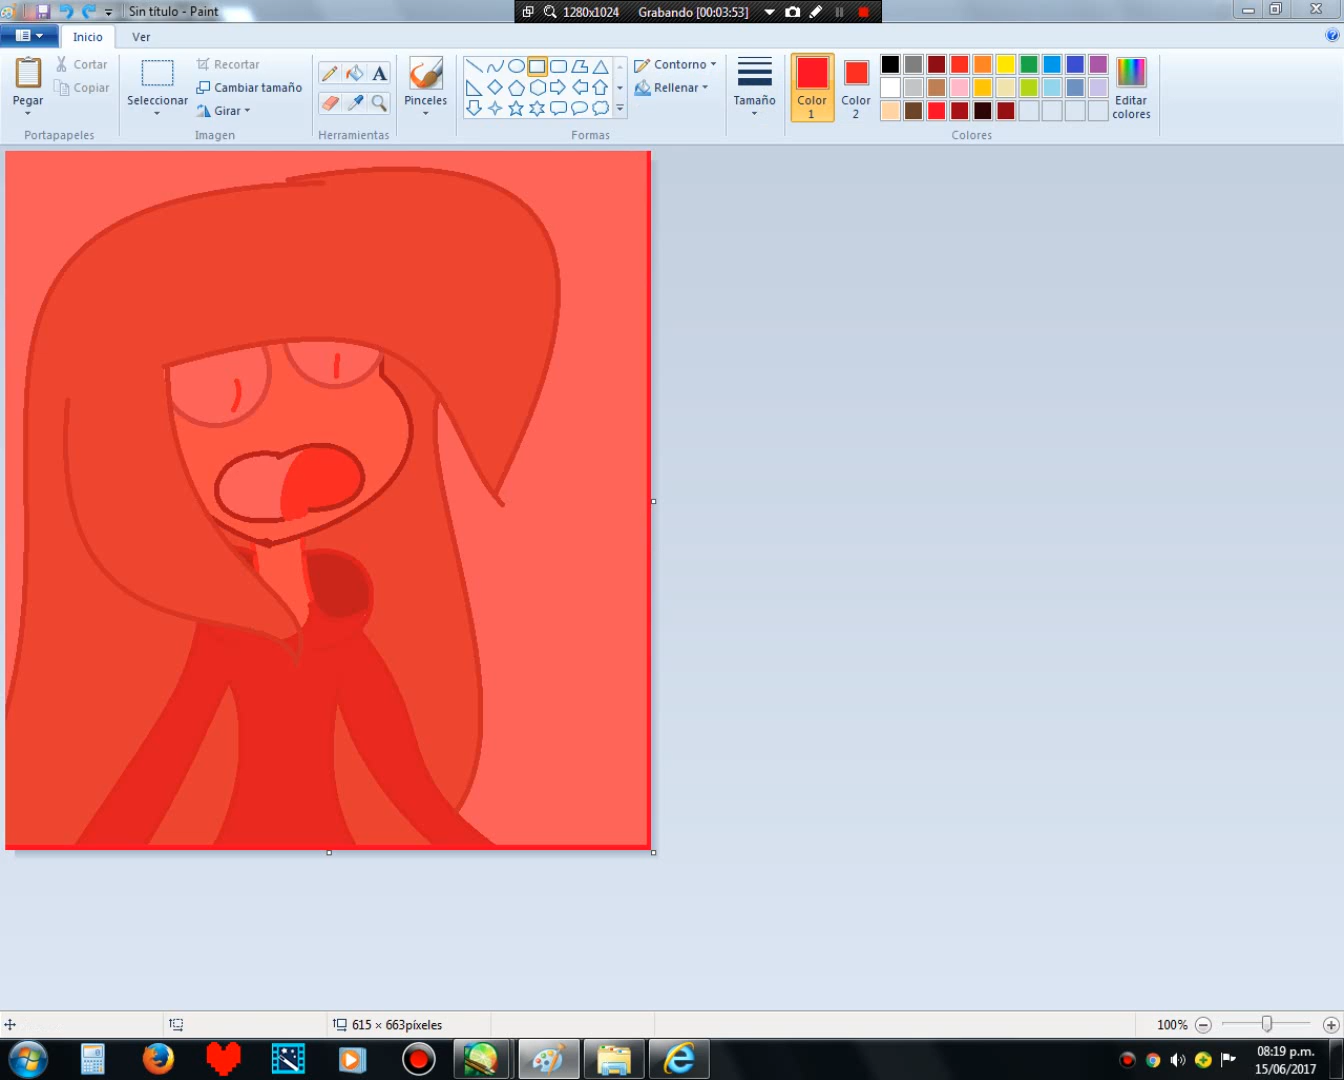 Sin título - Paint
1280x1024 Grabando [00:03:53]
Inicio Ver
Pegar
Cortar
Copiar
Portapapeles
Seleccionar
Recortar
Cambiar tamaño
Girar
Imagen
A
Herramientas
Pinceles
Contorno
Rellenar
Formas
Tamaño
Color 1
Color 2
Editar colores
Colores
615 × 663píxeles
100%
08:19 p.m.
15/06/2017